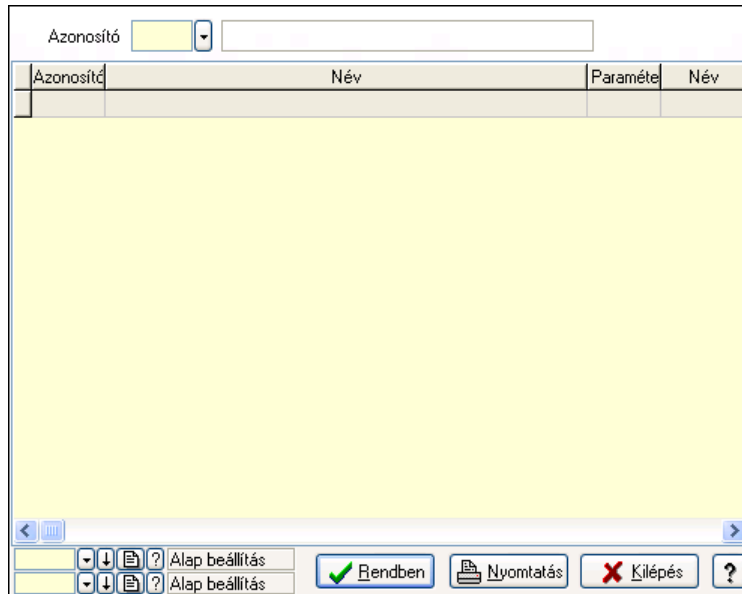 Azonosító
Azonosító Név Paraméte Név
? Alap beállítás
? Alap beállítás
Rendben Nyomtatás Kilépés ?